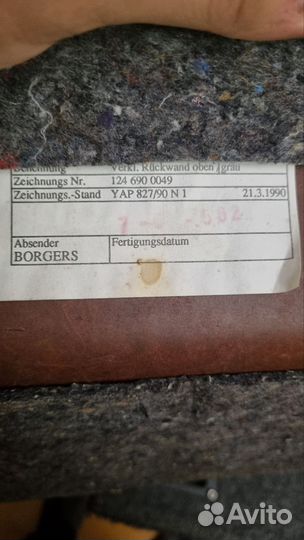 Benennung Verkl. Rückwand oben /grau
Zeichnungs Nr. 124 690 0049
Zeichnungs.-Stand YAP 827/90 N 1 21.3.1990
Absender Fertigungsdatum
BORGERS
Avito